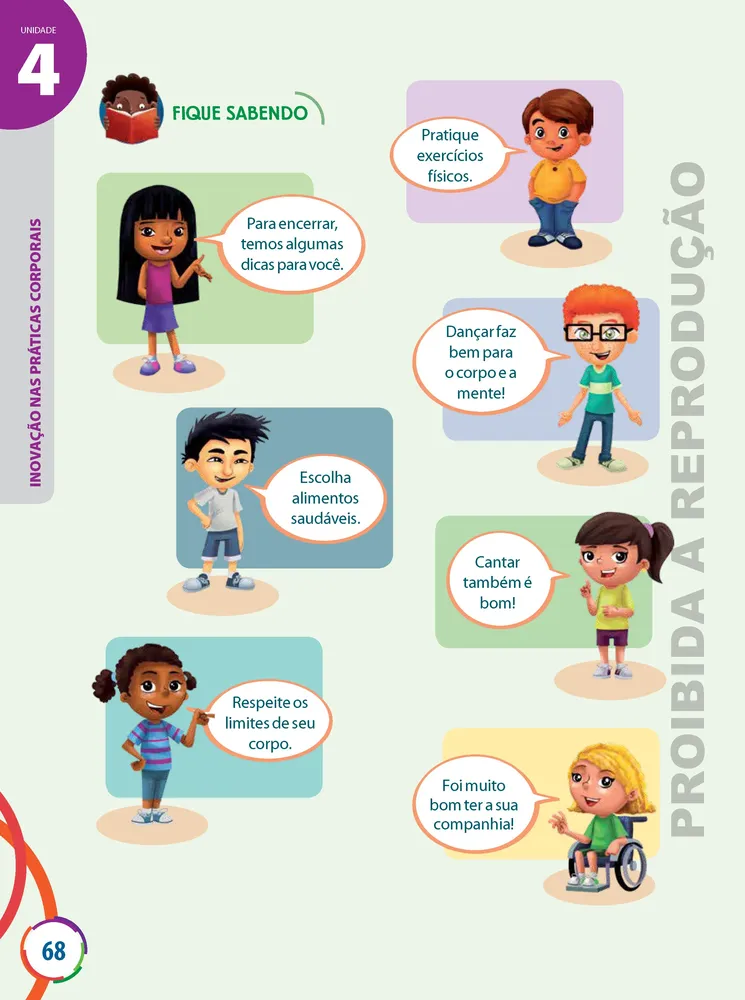 UNIDADE
4
INOVAÇÃO NAS PRÁTICAS CORPORAIS
FIQUE SABENDO
Para encerrar,
temos algumas
dicas para você.
Escolha
alimentos
saudáveis.
Respeite os
limites de seu
corpo.
Pratique
exercícios
físicos.
Dançar faz
bem para
o corpo e a
mente!
Cantar
também é
bom!
Foi muito
bom ter a sua
companhia!
PROIBIDA A REPRODUÇÃO
68